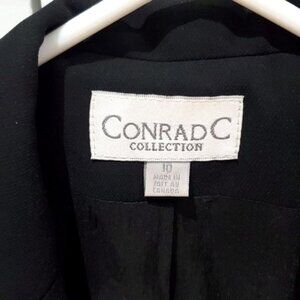 CONRAD C
COLLECTION
10
MADE IN
FAIT AU
CANADA